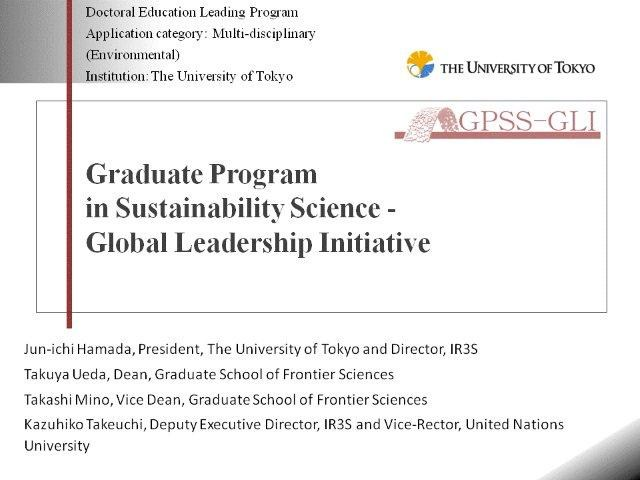 Doctoral Education Leading Program
Application category: Multi-disciplinary
(Environmental)
Institution: The University of Tokyo
THE UNIVERSITY OF TOKYO
GPSS-GLI
Graduate Program
in Sustainability Science -
Global Leadership Initiative
Jun-ichi Hamada, President, The University of Tokyo and Director, IR3S
Takuya Ueda, Dean, Graduate School of Frontier Sciences
Takashi Mino, Vice Dean, Graduate School of Frontier Sciences
Kazuhiko Takeuchi, Deputy Executive Director, IR3S and Vice-Rector, United Nations
University